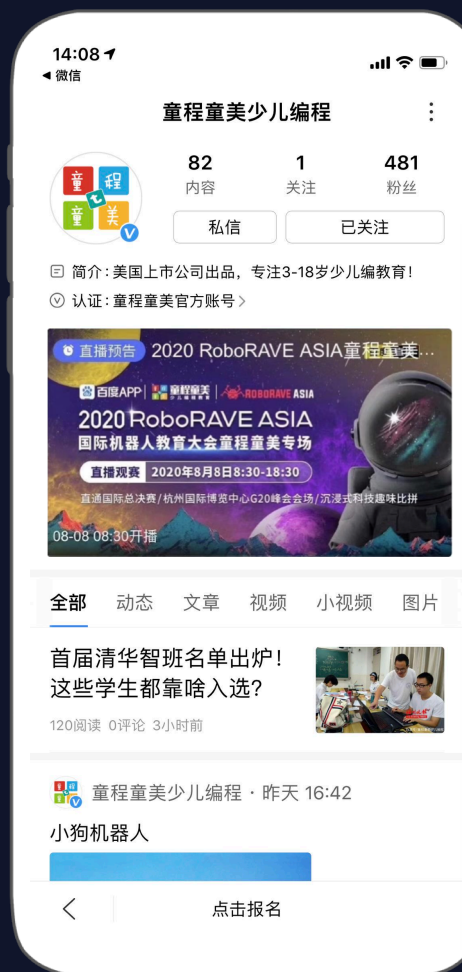 14:08
微信
童程童美少儿编程
童 程
童 美
82
内容
1
关注
481
粉丝
私信
已关注
简介:美国上市公司出品，专注3-18岁少儿编教育!
认证:童程童美官方账号
直播预告 2020 RoboRAVE ASIA童程童美...
百度APP 童程童美 少儿编程教育 ROBORAVE ASIA
2020 RoboRAVE ASIA
国际机器人教育大会童程童美专场
直播观赛 2020年8月8日8:30-18:30
直通国际总决赛/杭州国际博览中心G20峰会会场/沉浸式科技趣味比拼
08-08 08:30开播
全部 动态 文章 视频 小视频 图片
首届清华智班名单出炉!
这些学生都靠啥入选?
120阅读 0评论 3小时前
童程童美少儿编程 · 昨天 16:42
小狗机器人
点击报名